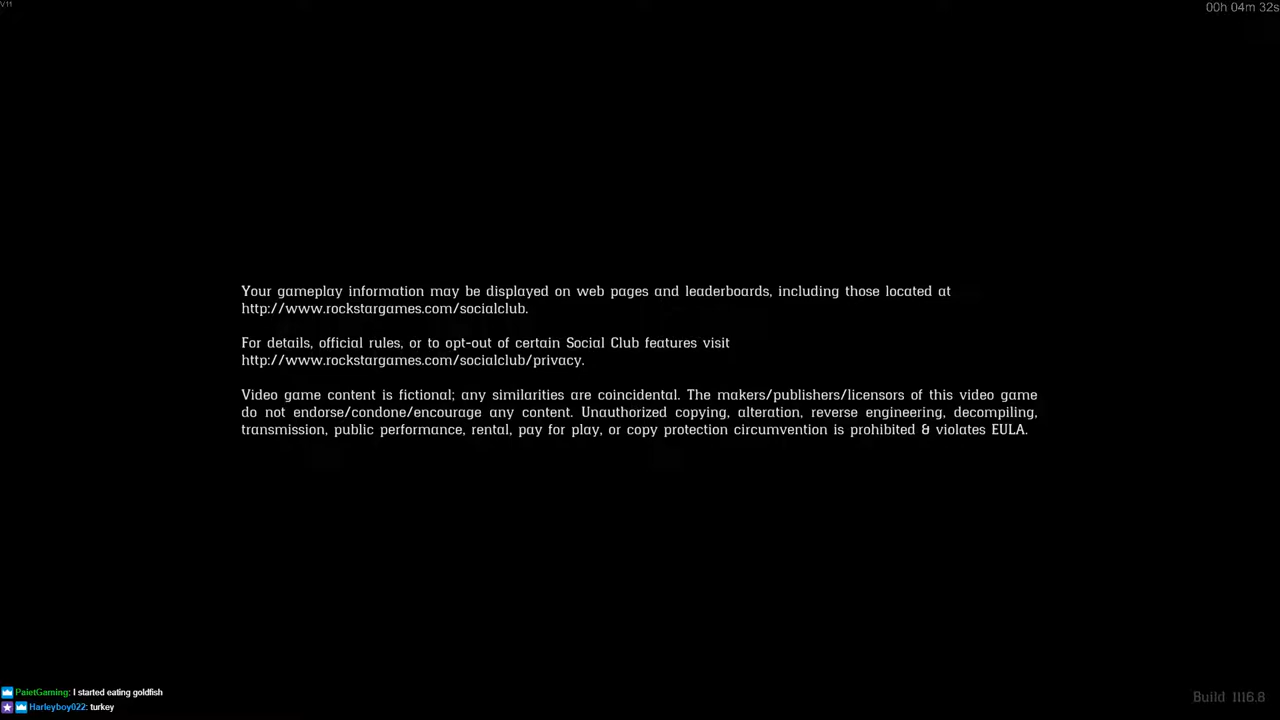 V11
00h 04m 32s
Your gameplay information may be displayed on web pages and leaderboards, including those located at
http://www.rockstargames.com/socialclub.
For details, official rules, or to opt-out of certain Social Club features visit
http://www.rockstargames.com/socialclub/privacy.
Video game content is fictional; any similarities are coincidental. The makers/publishers/licensors of this video game
do not endorse/condone/encourage any content. Unauthorized copying, alteration, reverse engineering, decompiling,
transmission, public performance, rental, pay for play, or copy protection circumvention is prohibited & violates EULA.
PaietGaming: I started eating goldfish
Harleyboy022: turkey
Build 1116.8